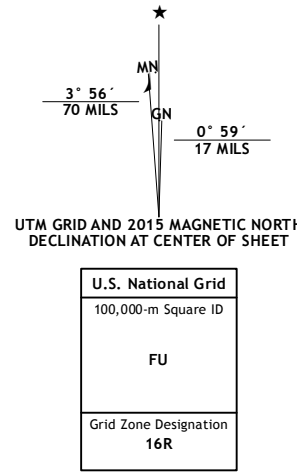 MN
3° 56´
70 MILS
GN
0° 59´
17 MILS
UTM GRID AND 2015 MAGNETIC NORTH
DECLINATION AT CENTER OF SHEET
U.S. National Grid
100,000-m Square ID
FU
Grid Zone Designation
16R